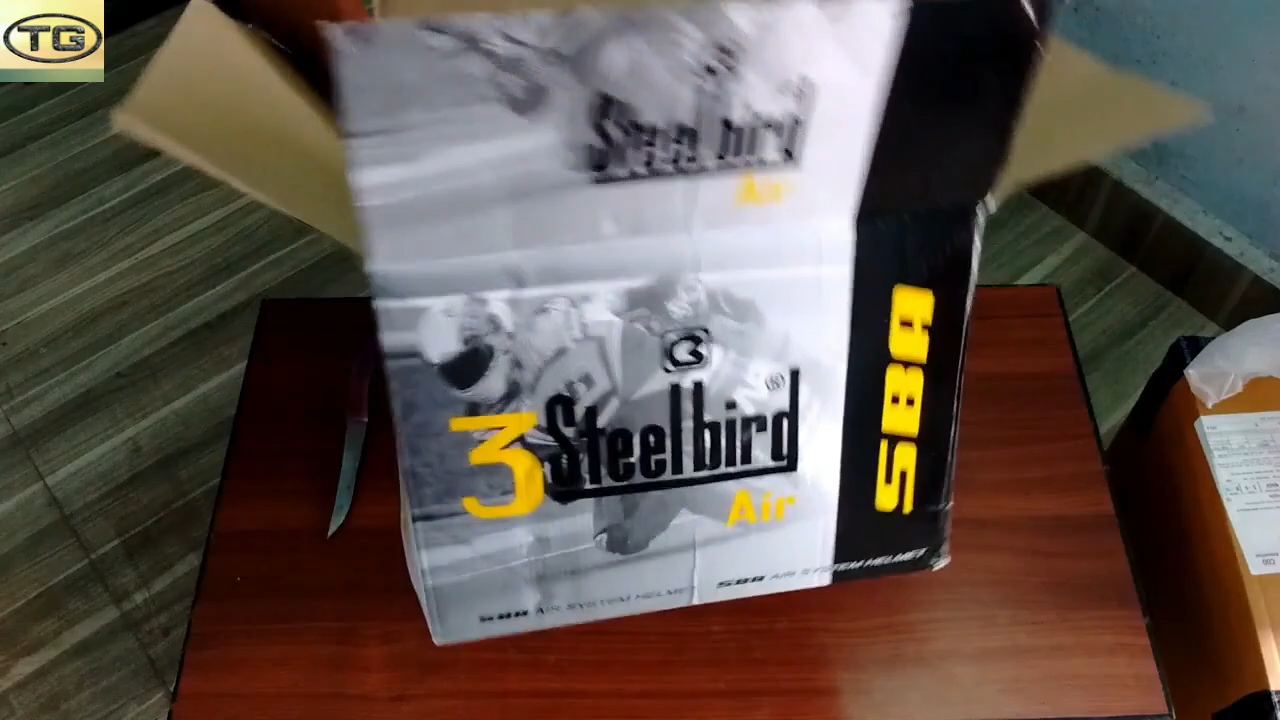 TG
Steelbird
Air
3 Steelbird®
Air
SBA
SBA AIR SYSTEM HELMET
SBA AIR SYSTEM HELMET